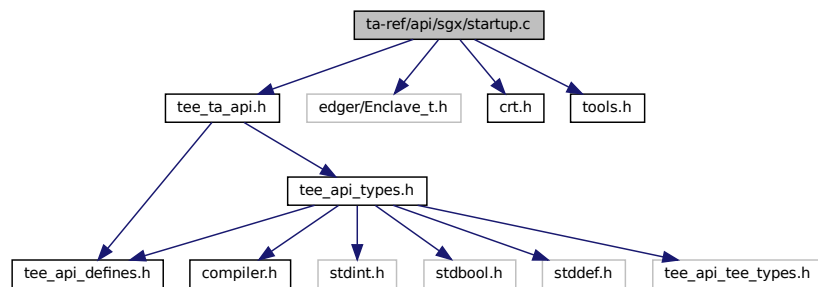 ta-ref/api/sgx/startup.c
tee_ta_api.h
edger/Enclave_t.h
crt.h
tools.h
tee_api_types.h
tee_api_defines.h
compiler.h
stdint.h
stdbool.h
stddef.h
tee_api_tee_types.h